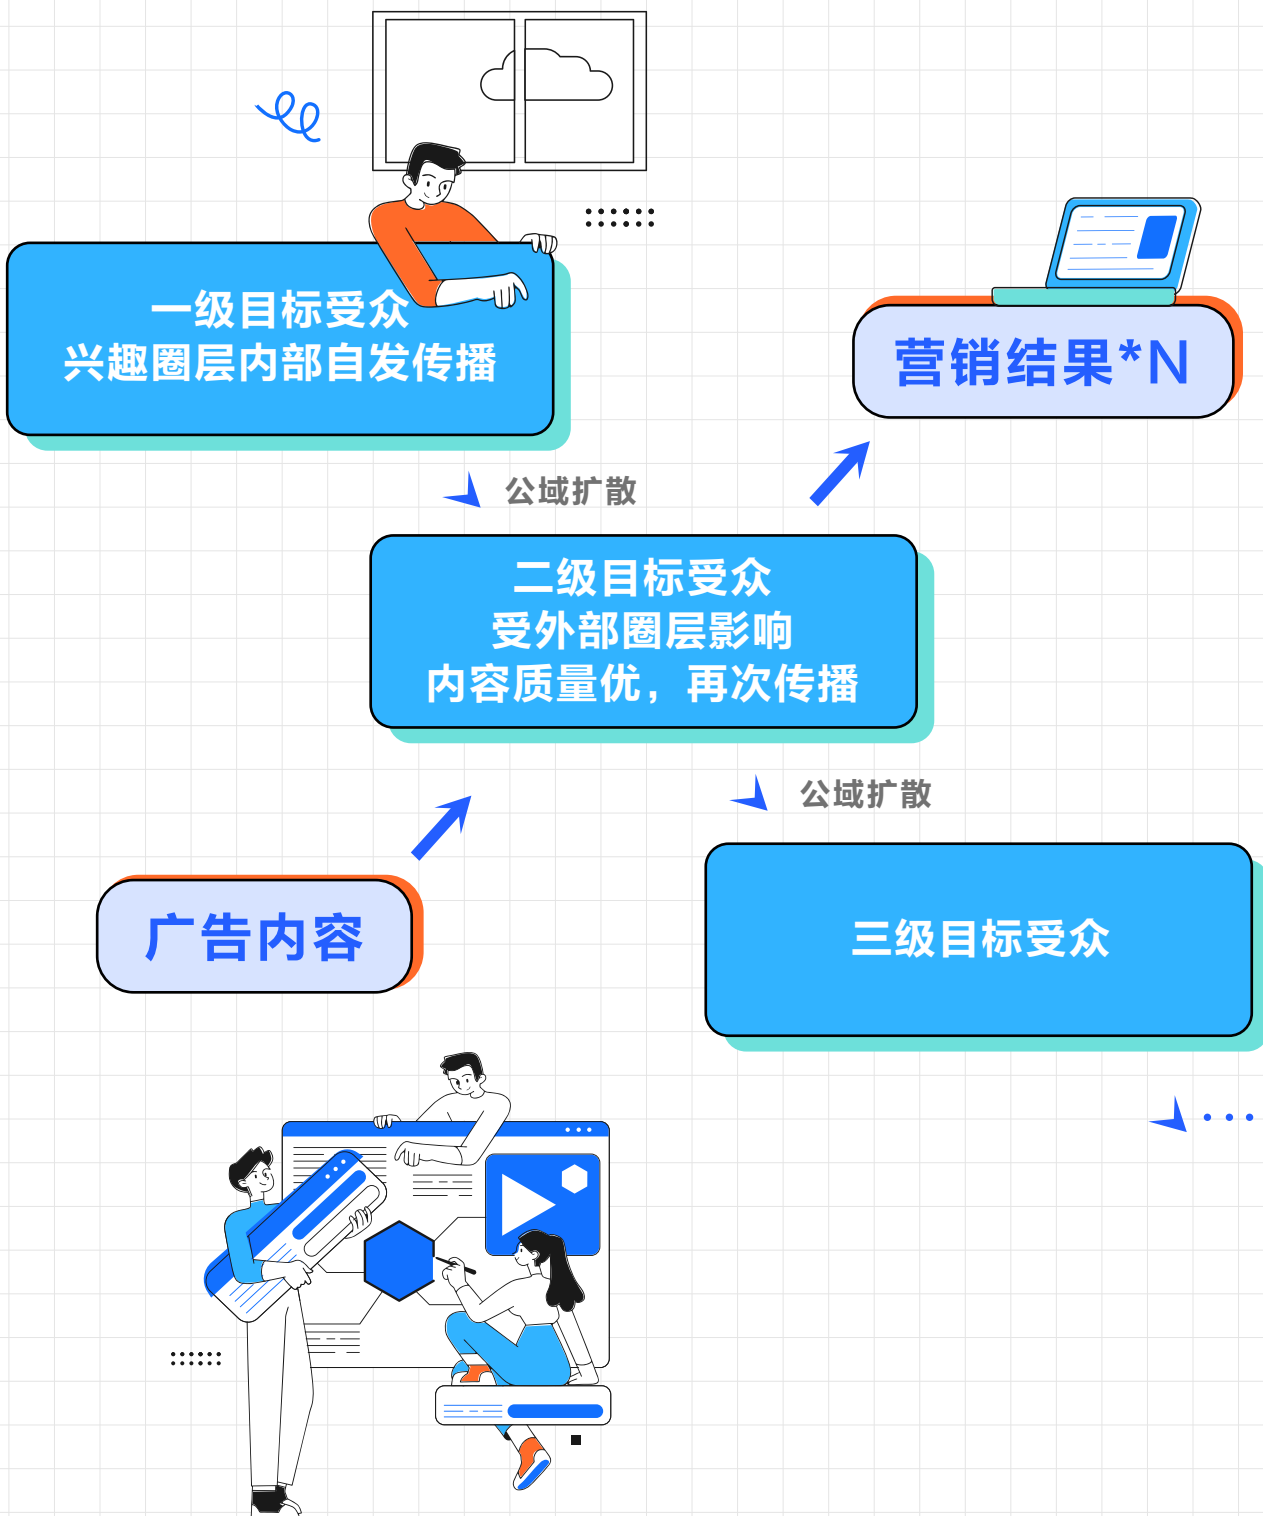 一级目标受众
兴趣圈层内部自发传播
营销结果*N
公域扩散
二级目标受众
受外部圈层影响
内容质量优，再次传播
公域扩散
广告内容
三级目标受众